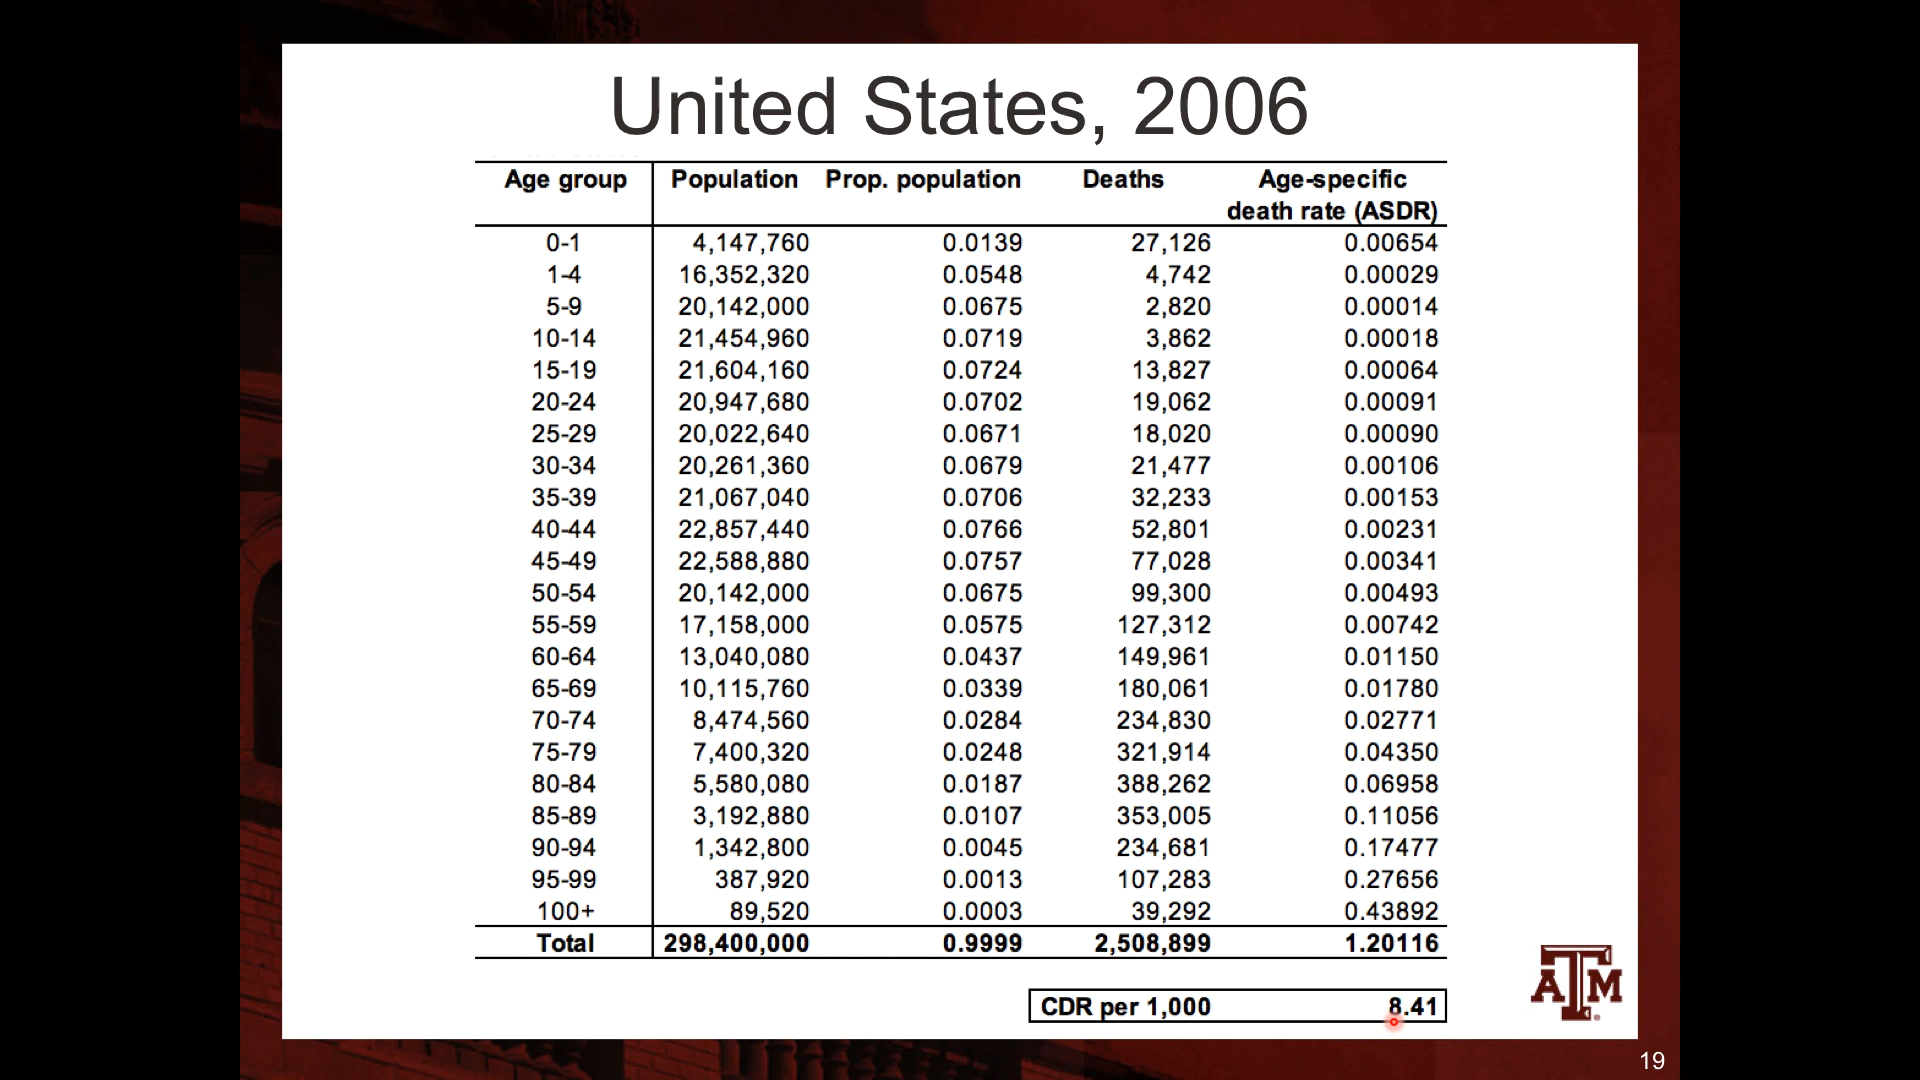 United States, 2006
Age group Population Prop. population Deaths Age-specific
death rate (ASDR)
0-1 4,147,760 0.0139 27,126 0.00654
1-4 16,352,320 0.0548 4,742 0.00029
5-9 20,142,000 0.0675 2,820 0.00014
10-14 21,454,960 0.0719 3,862 0.00018
15-19 21,604,160 0.0724 13,827 0.00064
20-24 20,947,680 0.0702 19,062 0.00091
25-29 20,022,640 0.0671 18,020 0.00090
30-34 20,261,360 0.0679 21,477 0.00106
35-39 21,067,040 0.0706 32,233 0.00153
40-44 22,857,440 0.0766 52,801 0.00231
45-49 22,588,880 0.0757 77,028 0.00341
50-54 20,142,000 0.0675 99,300 0.00493
55-59 17,158,000 0.0575 127,312 0.00742
60-64 13,040,080 0.0437 149,961 0.01150
65-69 10,115,760 0.0339 180,061 0.01780
70-74 8,474,560 0.0284 234,830 0.02771
75-79 7,400,320 0.0248 321,914 0.04350
80-84 5,580,080 0.0187 388,262 0.06958
85-89 3,192,880 0.0107 353,005 0.11056
90-94 1,342,800 0.0045 234,681 0.17477
95-99 387,920 0.0013 107,283 0.27656
100+ 89,520 0.0003 39,292 0.43892
Total 298,400,000 0.9999 2,508,899 1.20116
CDR per 1,000 8.41
ATM
19